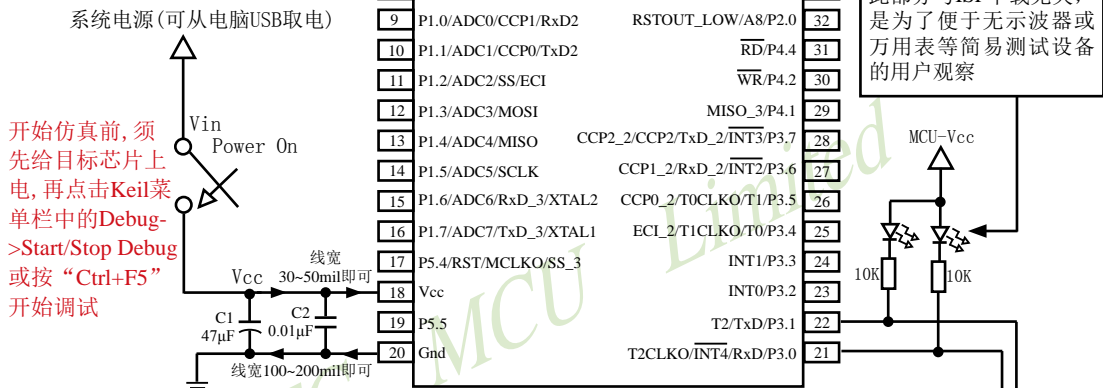 系统电源(可从电脑USB取电)
Vin
Power On
开始仿真前,须
先给目标芯片上
电,再点击Keil菜
单栏中的Debug-
>Start/Stop Debug
或按“Ctrl+F5”
开始调试
Vcc
线宽
30~50mil即可
C1
47μF
C2
0.01μF
线宽100~200mil即可
9 P1.0/ADC0/CCP1/RxD2
10 P1.1/ADC1/CCP0/TxD2
11 P1.2/ADC2/SS/ECI
12 P1.3/ADC3/MOSI
13 P1.4/ADC4/MISO
14 P1.5/ADC5/SCLK
15 P1.6/ADC6/RxD_3/XTAL2
16 P1.7/ADC7/TxD_3/XTAL1
17 P5.4/RST/MCLKO/SS_3
18 Vcc
19 P5.5
20 Gnd
RSTOUT_LOW/A8/P2.0 32
RD/P4.4 31
WR/P4.2 30
MISO_3/P4.1 29
CCP2_2/CCP2/TxD_2/INT3/P3.7 28
CCP1_2/RxD_2/INT2/P3.6 27
CCP0_2/T0CLKO/T1/P3.5 26
ECI_2/T1CLKO/T0/P3.4 25
INT1/P3.3 24
INT0/P3.2 23
T2/TxD/P3.1 22
T2CLKO/INT4/RxD/P3.0 21
MCU Limited
是为了便于无示波器或
万用表等简易测试设备
的用户观察
MCU-Vcc
10K
10K